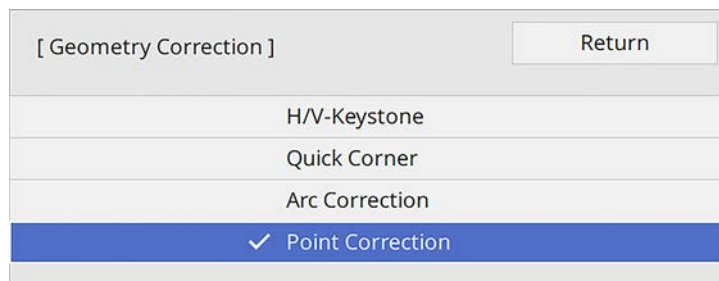 [ Geometry Correction ]
Return
H/V-Keystone
Quick Corner
Arc Correction
Point Correction